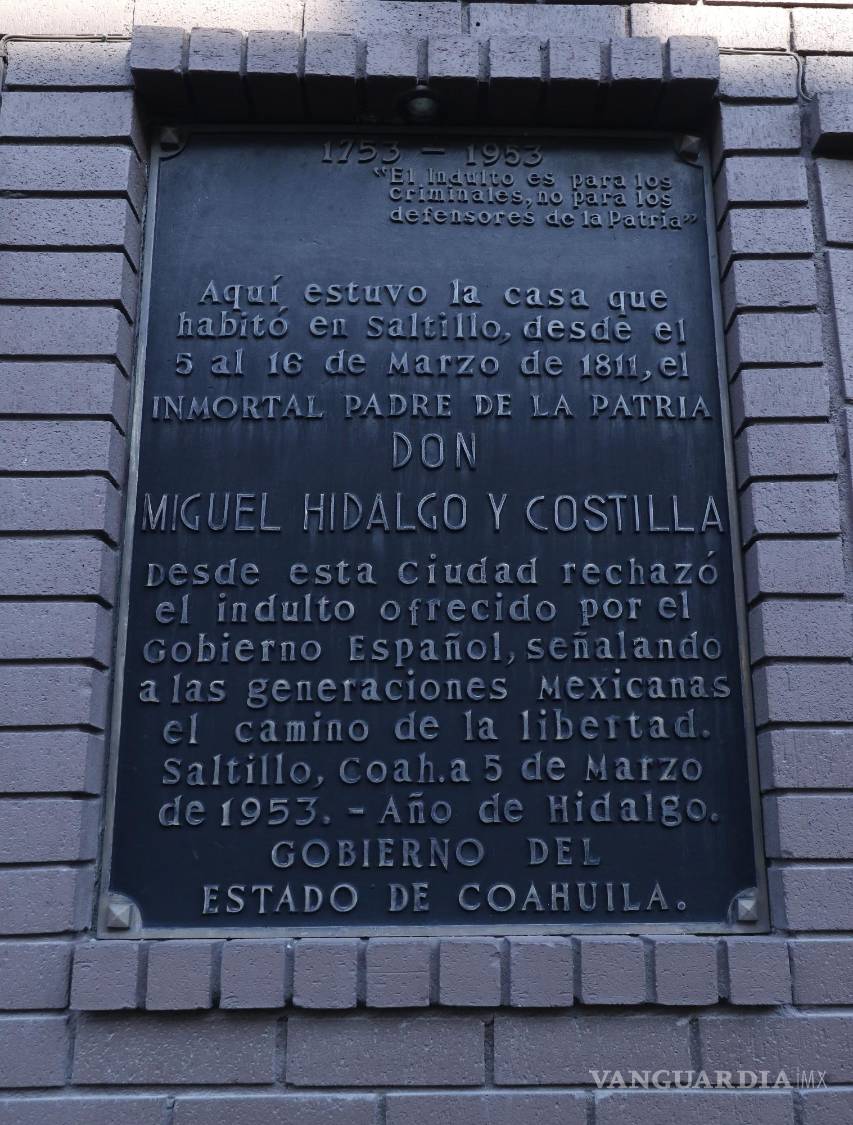 1753 - 1953
"El Indulto es para los
criminales, no para los
defensores de la Patria"
Aquí estuvo la casa que
habitó en Saltillo, desde el
5 al 16 de Marzo de 1811, el
INMORTAL PADRE DE LA PATRIA
DON
MIGUEL HIDALGO Y COSTILLA
Desde esta Ciudad rechazó
el indulto ofrecido por el
Gobierno Español, señalando
a las generaciones Mexicanas
el camino de la libertad.
Saltillo, Coah. a 5 de Marzo
de 1953. - Año de Hidalgo.
GOBIERNO DEL
ESTADO DE COAHUILA.
VANGUARDIA|MX